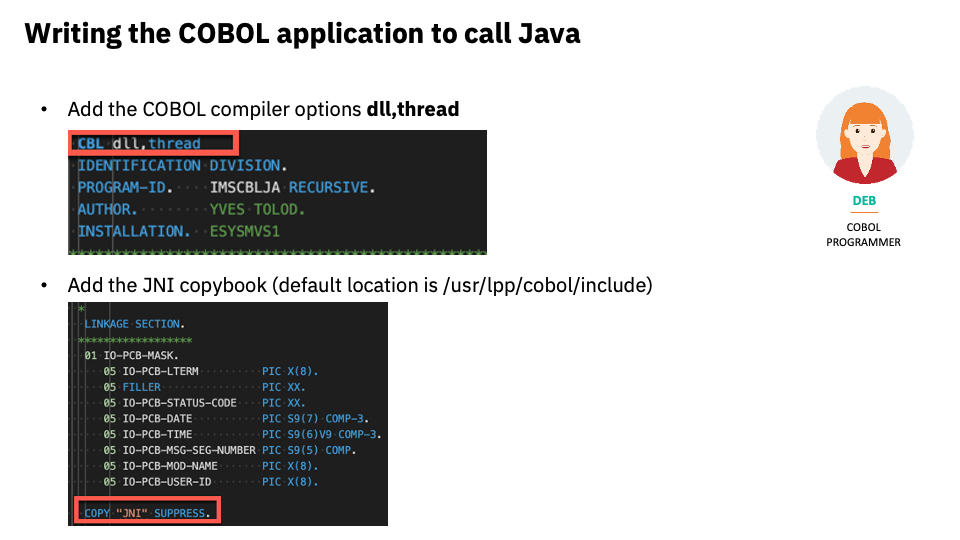 Writing the COBOL application to call Java
• Add the COBOL compiler options dll,thread
CBL dll,thread
IDENTIFICATION DIVISION.
PROGRAM-ID. IMSCBLJA RECURSIVE.
AUTHOR. YVES TOLOD.
INSTALLATION. ESYSMVS1
DEB
COBOL
PROGRAMMER
• Add the JNI copybook (default location is /usr/lpp/cobol/include)
*
LINKAGE SECTION.
******************
01 IO-PCB-MASK.
05 IO-PCB-LTERM PIC X(8).
05 FILLER PIC XX.
05 IO-PCB-STATUS-CODE PIC XX.
05 IO-PCB-DATE PIC S9(7) COMP-3.
05 IO-PCB-TIME PIC S9(6)V9 COMP-3.
05 IO-PCB-MSG-SEG-NUMBER PIC S9(5) COMP.
05 IO-PCB-MOD-NAME PIC X(8).
05 IO-PCB-USER-ID PIC X(8).
COPY "JNI" SUPPRESS.